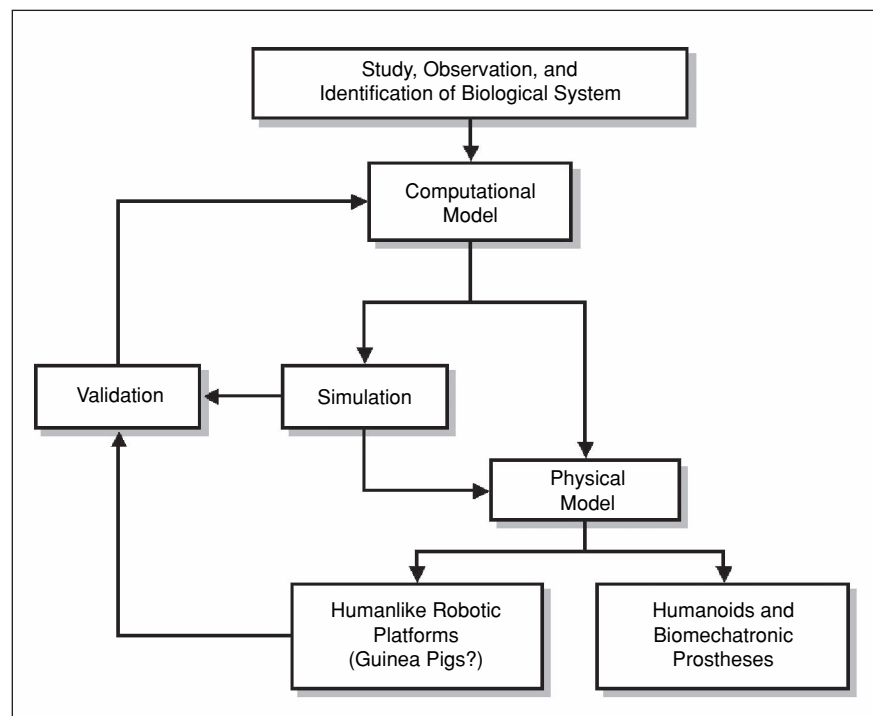 Study, Observation, and
Identification of Biological System
Computational
Model
Validation
Simulation
Physical
Model
Humanlike Robotic
Platforms
(Guinea Pigs?)
Humanoids and
Biomechatronic
Prostheses